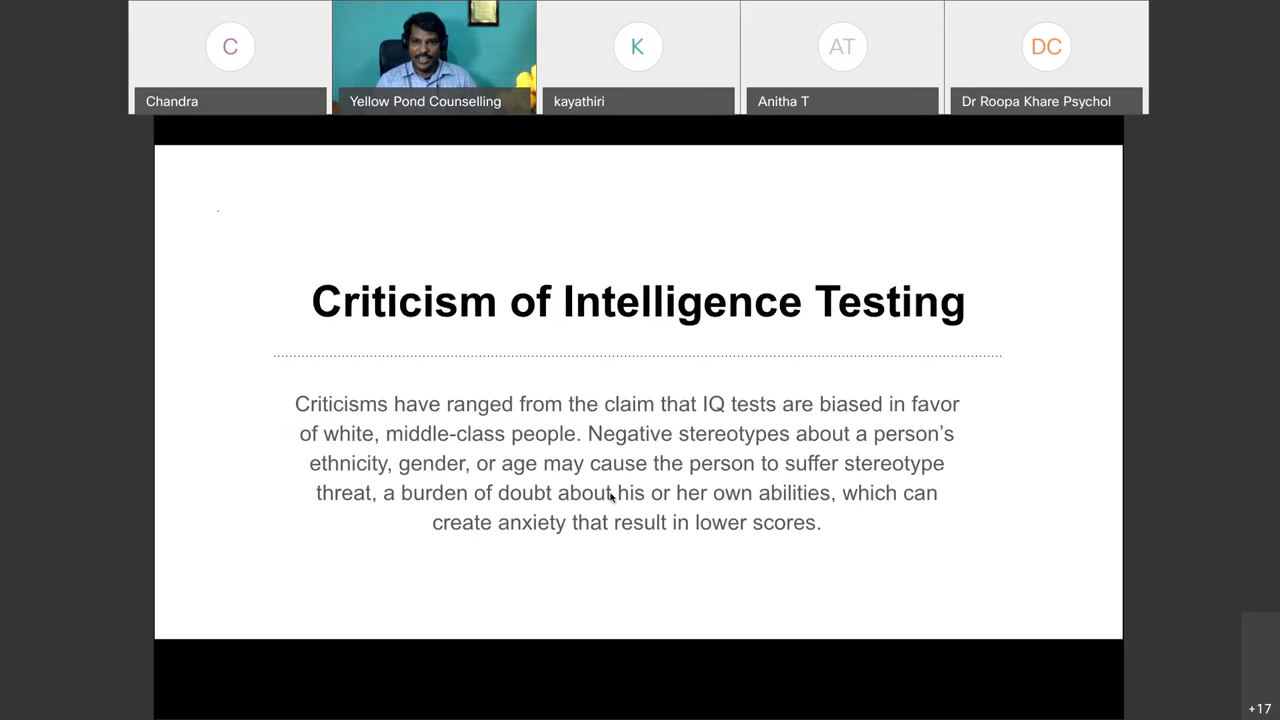 C
K
AT
DC
Chandra
Yellow Pond Counselling
kayathiri
Anitha T
Dr Roopa Khare Psychol
Criticism of Intelligence Testing
Criticisms have ranged from the claim that IQ tests are biased in favor
of white, middle-class people. Negative stereotypes about a person’s
ethnicity, gender, or age may cause the person to suffer stereotype
threat, a burden of doubt about his or her own abilities, which can
create anxiety that result in lower scores.
+17